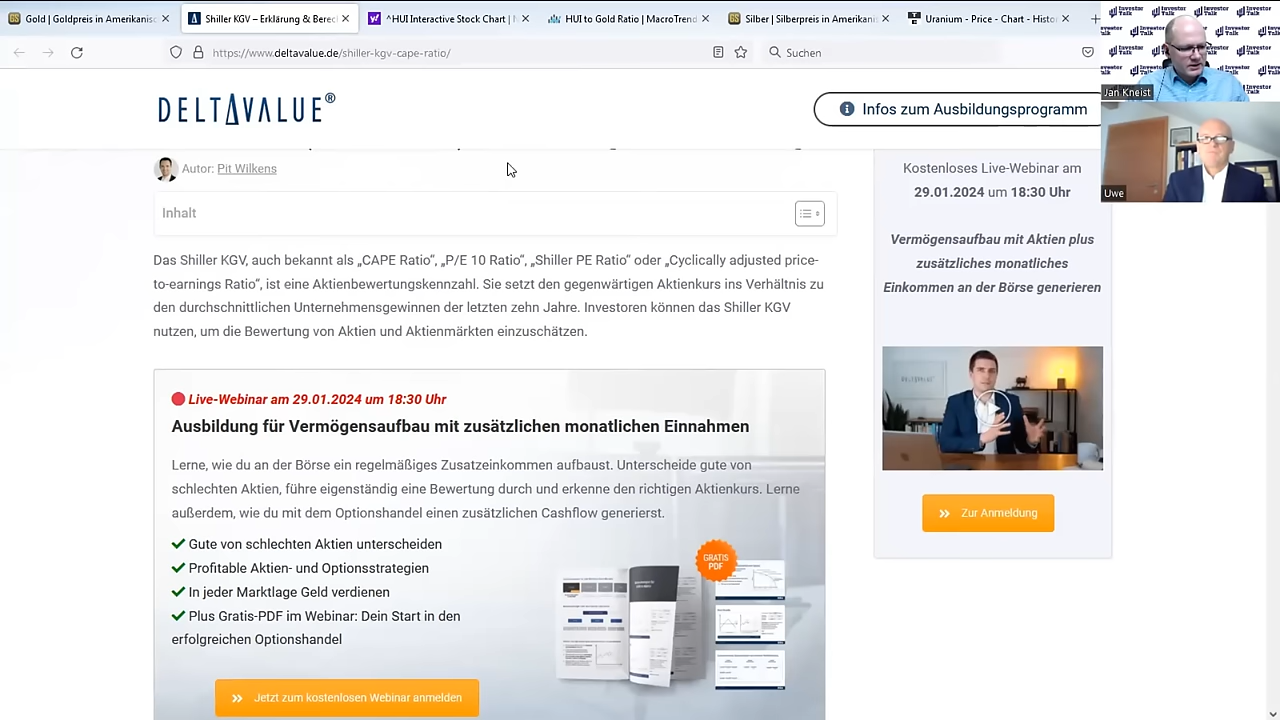 Gold | Goldpreis in Amerikanisc
Shiller KGV – Erklärung & Berecl
^HUI Interactive Stock Chart
HUI to Gold Ratio | MacroTrend
Silber | Silberpreis in Amerikanis
Uranium - Price - Chart - Histo
https://www.deltavalue.de/shiller-kgv-cape-ratio/
Suchen
Investor Talk
Jan Kneist
Uwe
DELTAVALUE®
Infos zum Ausbildungsprogramm
Autor: Pit Wilkens
Inhalt
Das Shiller KGV, auch bekannt als „CAPE Ratio“, „P/E 10 Ratio“, „Shiller PE Ratio“ oder „Cyclically adjusted price-
to-earnings Ratio“, ist eine Aktienbewertungskennzahl. Sie setzt den gegenwärtigen Aktienkurs ins Verhältnis zu
den durchschnittlichen Unternehmensgewinnen der letzten zehn Jahre. Investoren können das Shiller KGV
nutzen, um die Bewertung von Aktien und Aktienmärkten einzuschätzen.
Live-Webinar am 29.01.2024 um 18:30 Uhr
Ausbildung für Vermögensaufbau mit zusätzlichen monatlichen Einnahmen
Lerne, wie du an der Börse ein regelmäßiges Zusatzeinkommen aufbaust. Unterscheide gute von
schlechten Aktien, führe eigenständig eine Bewertung durch und erkenne den richtigen Aktienkurs. Lerne
außerdem, wie du mit dem Optionshandel einen zusätzlichen Cashflow generierst.
Gute von schlechten Aktien unterscheiden
Profitable Aktien- und Optionsstrategien
In jeder Marktlage Geld verdienen
Plus Gratis-PDF im Webinar: Dein Start in den
erfolgreichen Optionshandel
GRATIS
PDF
Jetzt zum kostenlosen Webinar anmelden
Kostenloses Live-Webinar am
29.01.2024 um 18:30 Uhr
Vermögensaufbau mit Aktien plus
zusätzliches monatliches
Einkommen an der Börse generieren
Zur Anmeldung